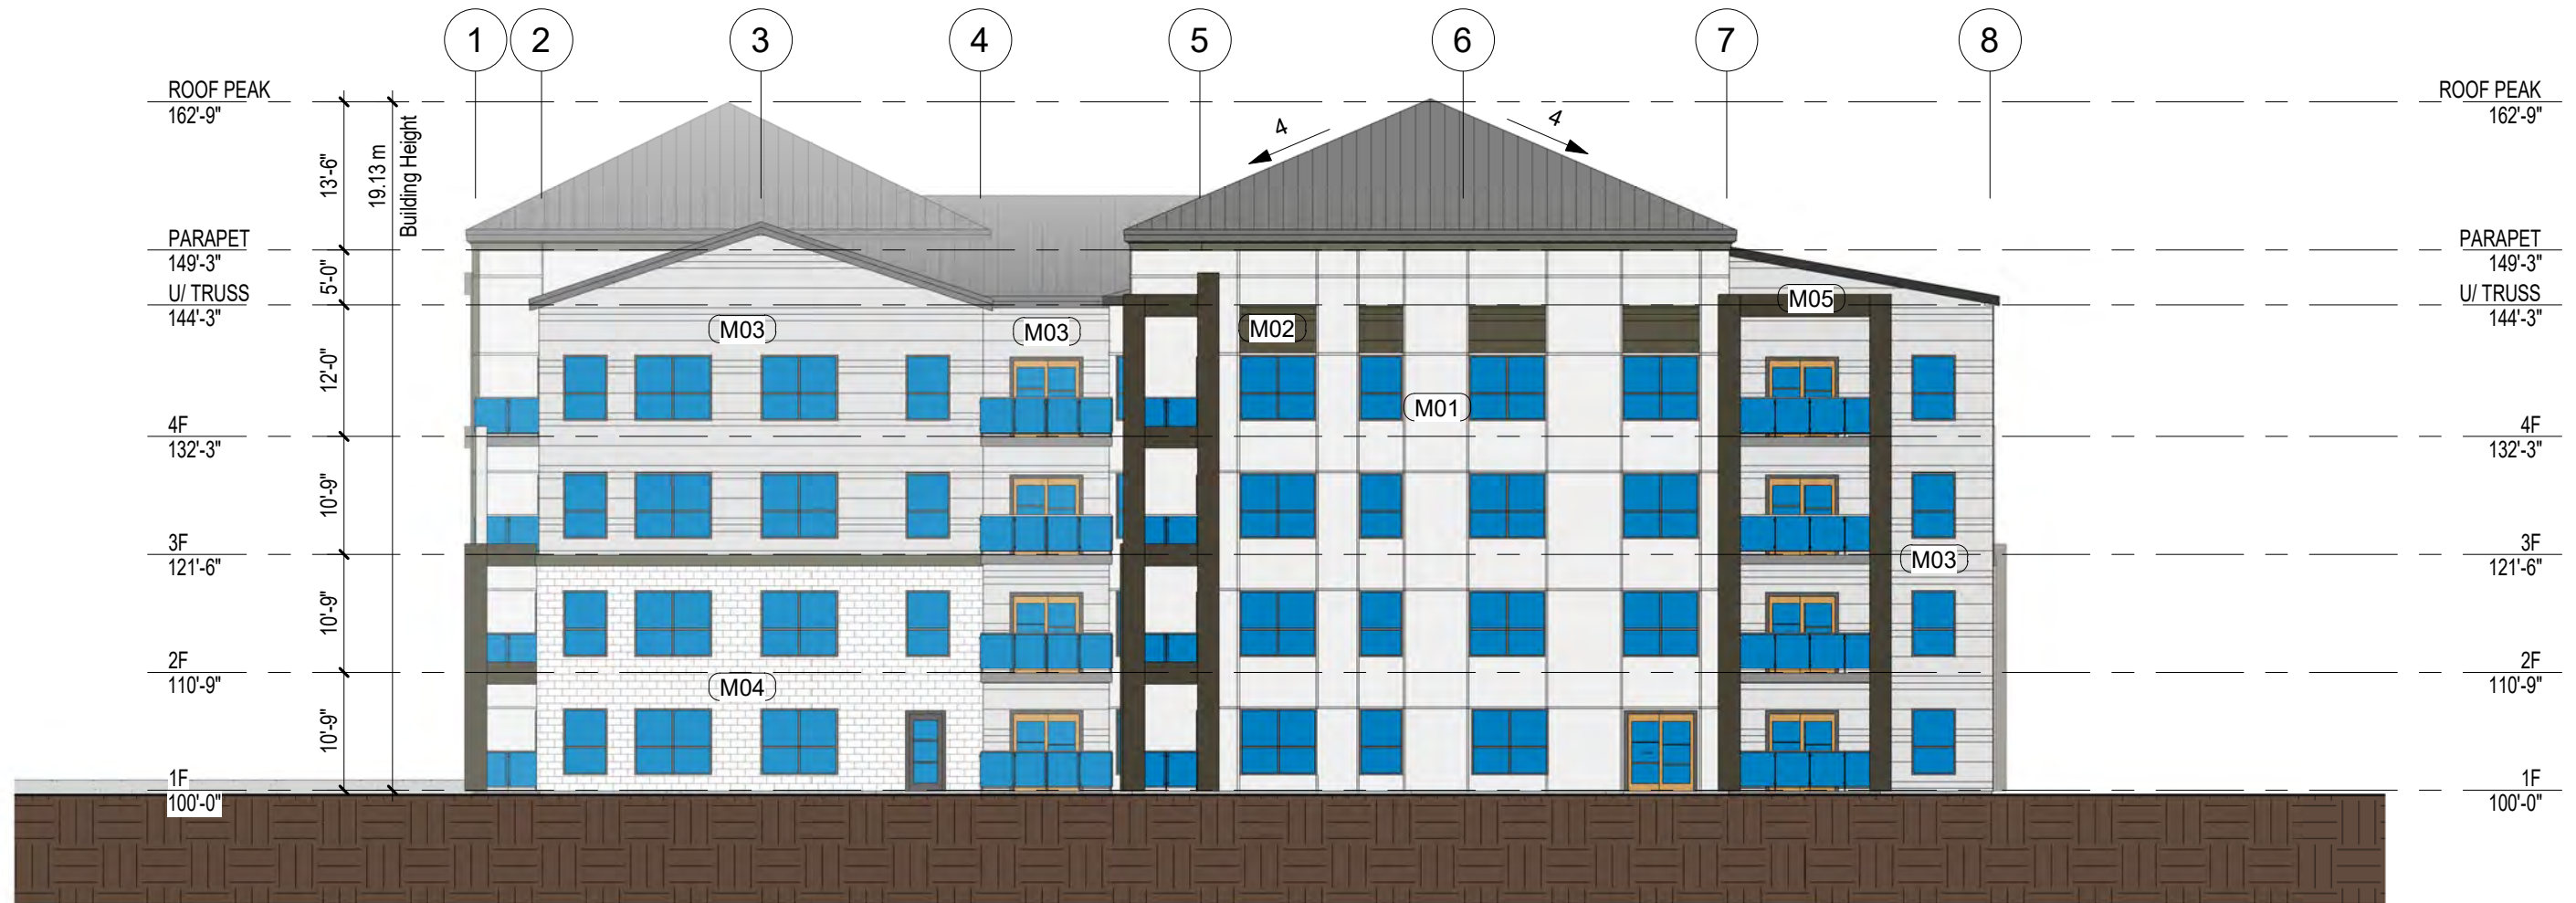 1 2 3 4 5 6 7 8
ROOF PEAK
162'-9"
ROOF PEAK
162'-9"
4
4
13'-6"
19.13 m
Building Height
PARAPET
149'-3"
PARAPET
149'-3"
5'-0"
U/ TRUSS
144'-3"
U/ TRUSS
144'-3"
M03
M03
M02
M05
12'-0"
M01
4F
132'-3"
4F
132'-3"
10'-9"
3F
121'-6"
3F
121'-6"
M03
10'-9"
2F
110'-9"
2F
110'-9"
M04
10'-9"
1F
100'-0"
1F
100'-0"